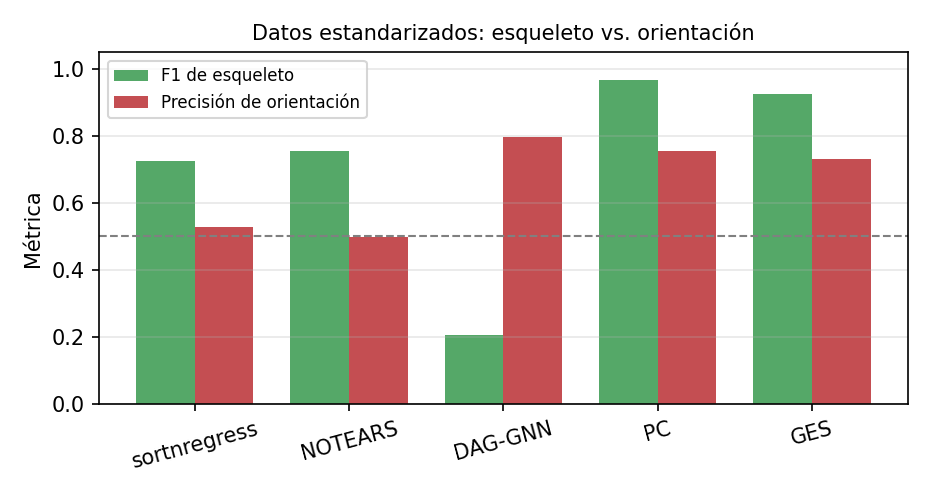 Datos estandarizados: esqueleto vs. orientación
F1 de esqueleto
Precisión de orientación
Métrica
1.0
0.8
0.6
0.4
0.2
0.0
sortnregress
NOTEARS
DAG-GNN
PC
GES